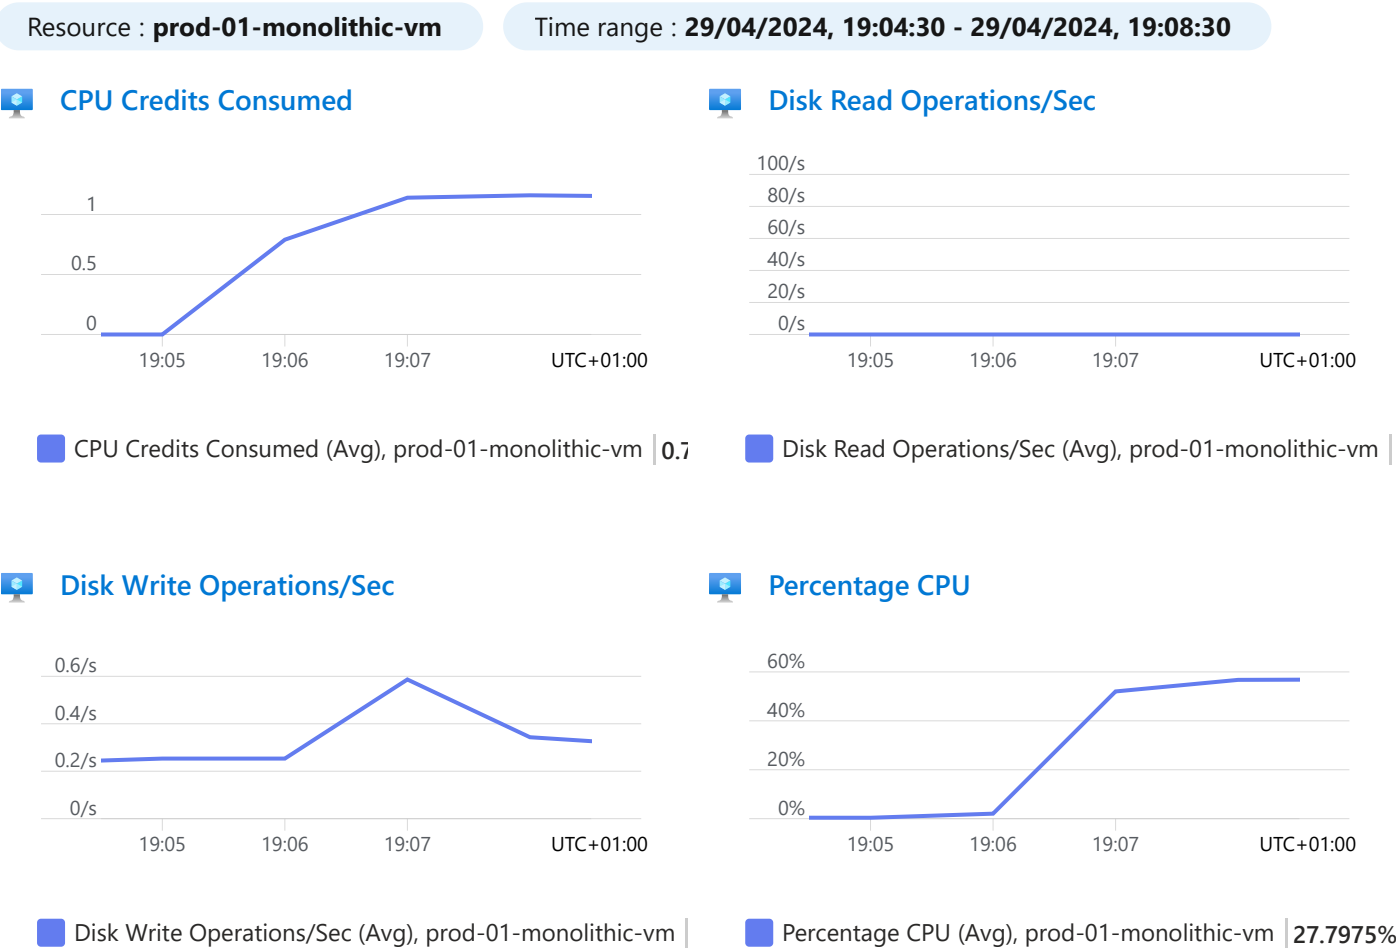 Resource : prod-01-monolithic-vm
Time range : 29/04/2024, 19:04:30 - 29/04/2024, 19:08:30
CPU Credits Consumed
1
0.5
0
19:05 19:06 19:07 UTC+01:00
CPU Credits Consumed (Avg), prod-01-monolithic-vm
Disk Read Operations/Sec
100/s
80/s
60/s
40/s
20/s
0/s
19:05 19:06 19:07 UTC+01:00
Disk Read Operations/Sec (Avg), prod-01-monolithic-vm
Disk Write Operations/Sec
0.6/s
0.4/s
0.2/s
0/s
19:05 19:06 19:07 UTC+01:00
Disk Write Operations/Sec (Avg), prod-01-monolithic-vm
Percentage CPU
60%
40%
20%
0%
19:05 19:06 19:07 UTC+01:00
Percentage CPU (Avg), prod-01-monolithic-vm 27.7975%